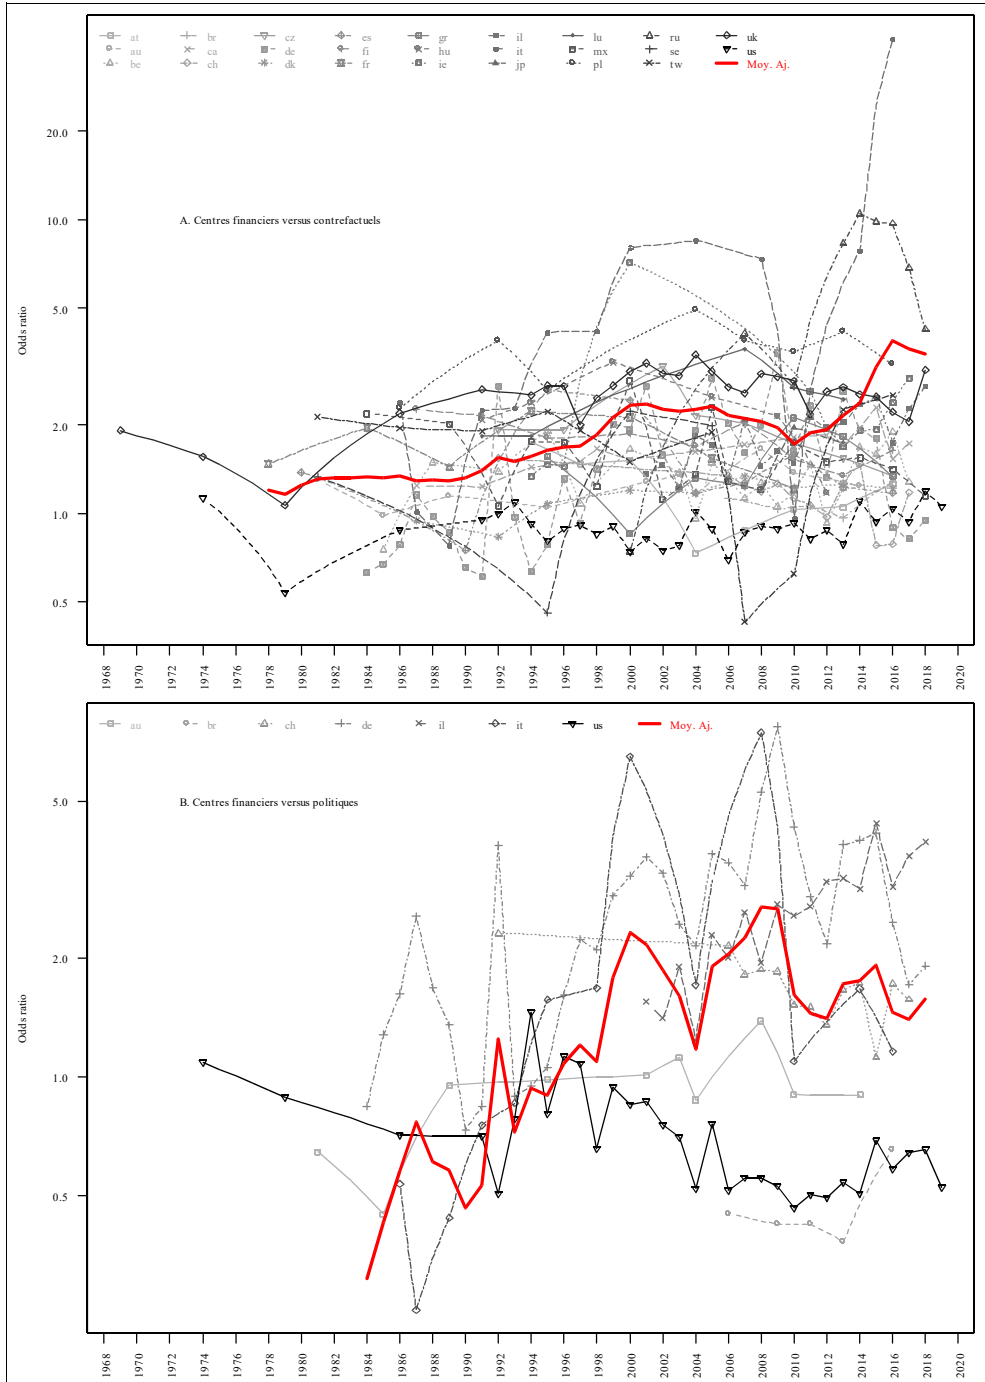 at br cz es gr il lu ru uk
au ca de fi hu it mx se us
be ch dk fr ie jp pl tw Moy. Aj.
20.0
10.0
A. Centres financiers versus contrefactuels
5.0
Odds ratio
2.0
1.0
0.5
1968 1970 1972 1974 1976 1978 1980 1982 1984 1986 1988 1990 1992 1994 1996 1998 2000 2002 2004 2006 2008 2010 2012 2014 2016 2018 2020
au br ch de il it us Moy. Aj.
5.0
B. Centres financiers versus politiques
2.0
Odds ratio
1.0
0.5
1968 1970 1972 1974 1976 1978 1980 1982 1984 1986 1988 1990 1992 1994 1996 1998 2000 2002 2004 2006 2008 2010 2012 2014 2016 2018 2020